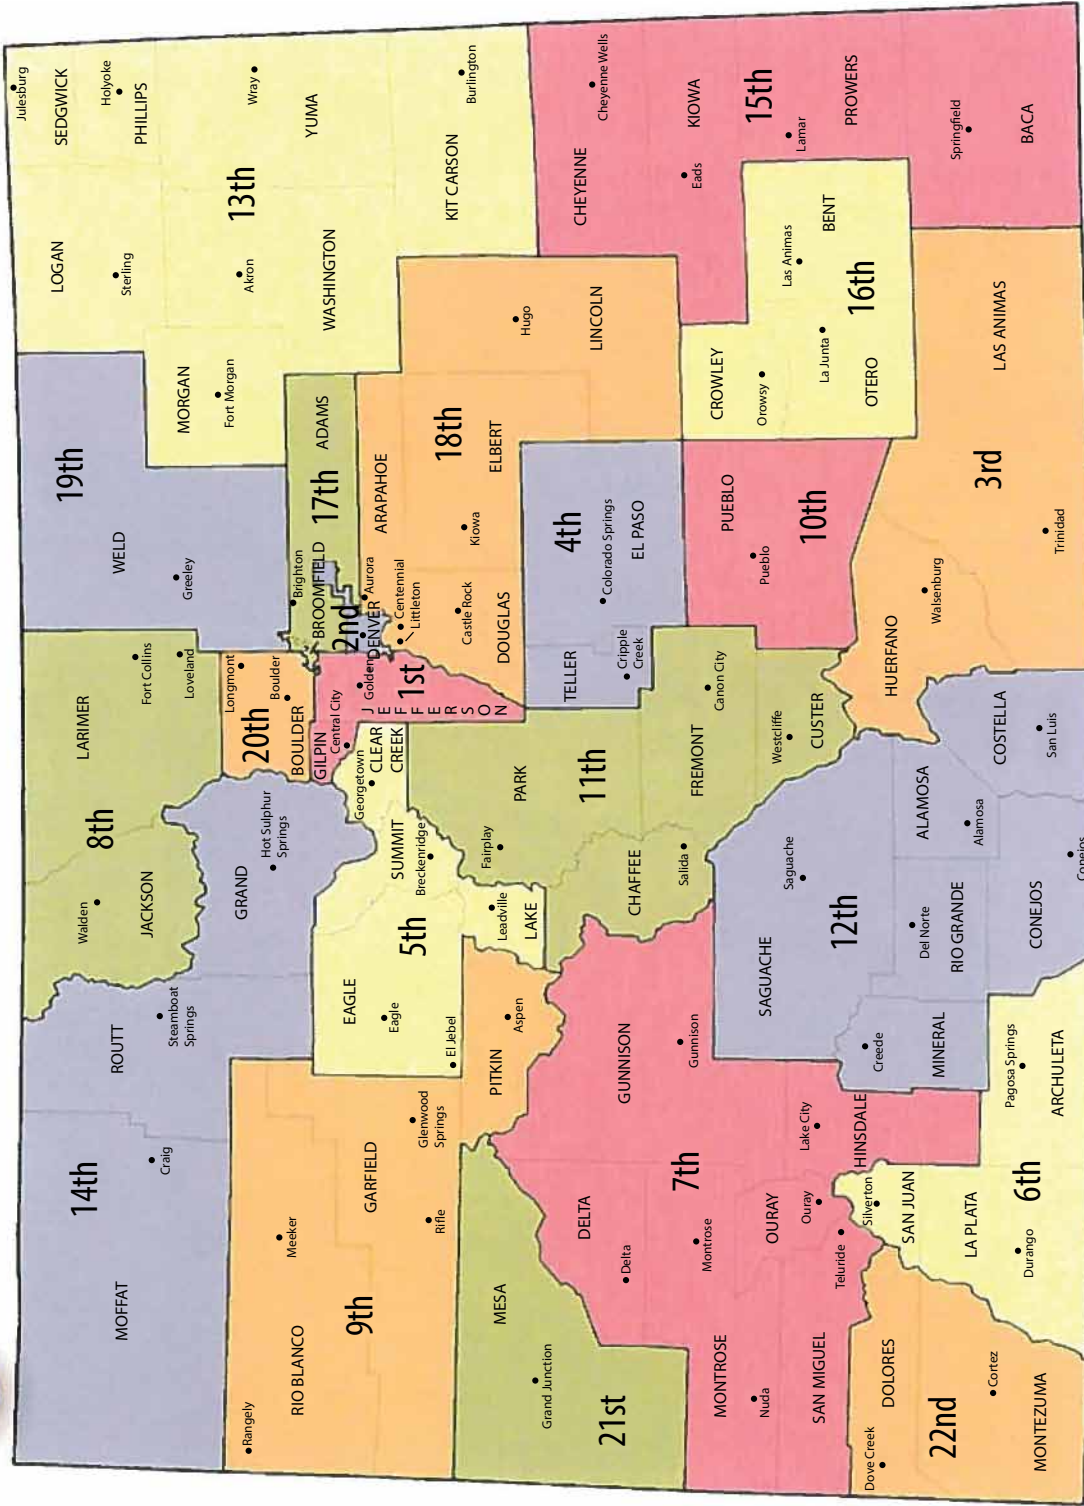 MOFFAT
14th
Craig
ROUTT
Steamboat
Springs
Walden
JACKSON
8th
LARIMER
Fort Collins
Loveland
WELD
19th
Greeley
LOGAN
Sterling
Julesburg
SEDGWICK
Holyoke
PHILLIPS
MORGAN
Fort Morgan
Akron
WASHINGTON
13th
Wray
YUMA
KIT CARSON
Burlington
Rangely
RIO BLANCO
Meeker
9th
GARFIELD
Rifle
Glenwood
Springs
GRAND
Hot Sulphur
Springs
20th
Longmont
Boulder
BOULDER
GILPIN
Central City
Golden
1st
JEFFERSON
Georgetown
CLEAR
CREEK
BROOMFIELD
Brighton
17th
ADAMS
2nd
DENVER
Aurora
Centennial
Littleton
ARAPAHOE
18th
ELBERT
Kiowa
Castle Rock
DOUGLAS
Hugo
LINCOLN
EAGLE
Eagle
El Jebel
5th
SUMMIT
Breckenridge
Leadville
LAKE
PITKIN
Aspen
MESA
Grand Junction
21st
DELTA
Delta
7th
Montrose
MONTROSE
Nuda
GUNNISON
Gunnison
OURAY
Ouray
Lake City
HINSDALE
SAN MIGUEL
Teluride
Fairplay
PARK
11th
CHAFFEE
Salida
FREMONT
Canon City
Westcliffe
CUSTER
TELLER
Cripple
Creek
4th
Colorado Springs
EL PASO
PUEBLO
Pueblo
10th
CHEYENNE
Cheyenne Wells
KIOWA
Eads
15th
Lamar
PROWERS
Springfield
BACA
CROWLEY
Orowsy
La Junta
OTERO
16th
Las Animas
BENT
Dove Creek
DOLORES
22nd
Cortez
MONTEZUMA
Silverton
SAN JUAN
LA PLATA
Durango
6th
Pagosa Springs
ARCHULETA
Creede
MINERAL
SAGUACHE
Saguache
12th
Del Norte
RIO GRANDE
ALAMOSA
Alamosa
CONEJOS
Conejos
COSTELLA
San Luis
HUERFANO
Walsenburg
3rd
Trinidad
LAS ANIMAS